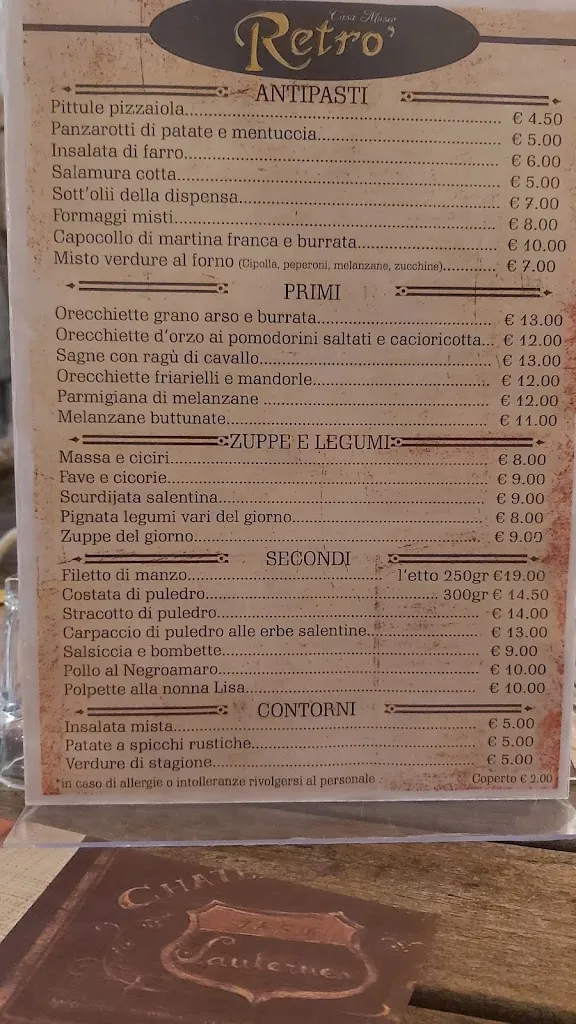 Casa Museo
Retrò
ANTIPASTI
Pittule pizzaiola........ € 4.50
Panzarotti di patate e mentuccia........ € 5.00
Insalata di farro........ € 6.00
Salamura cotta........ € 5.00
Sott'olii della dispensa........ € 7.00
Formaggi misti........ € 8.00
Capocollo di martina franca e burrata........ € 10.00
Misto verdure al forno (Cipolla, peperoni, melanzane, zucchine)........ € 7.00
PRIMI
Orecchiette grano arso e burrata........ € 13.00
Orecchiette d'orzo ai pomodorini saltati e cacioricotta... € 12.00
Sagne con ragù di cavallo........ € 13.00
Orecchiette friarielli e mandorle........ € 12.00
Parmigiana di melanzane ........ € 12.00
Melanzane buttunate........ € 11.00
ZUPPE E LEGUMI
Massa e ciciri........ € 8.00
Fave e cicorie........ € 9.00
Scurdijata salentina........ € 9.00
Pignata legumi vari del giorno........ € 8.00
Zuppe del giorno........ € 9.00
SECONDI
Filetto di manzo........ l'etto 250gr €19.00
Costata di puledro........ 300gr € 14.50
Stracotto di puledro........ € 14.00
Carpaccio di puledro alle erbe salentine........ € 13.00
Salsiccia e bombette........ € 9.00
Pollo al Negroamaro........ € 10.00
Polpette alla nonna Lisa........ € 10.00
CONTORNI
Insalata mista........ € 5.00
Patate a spicchi rustiche........ € 5.00
Verdure di stagione........ € 5.00
*in caso di allergie o intolleranze rivolgersi al personale Coperto € 2.00
Sauternes